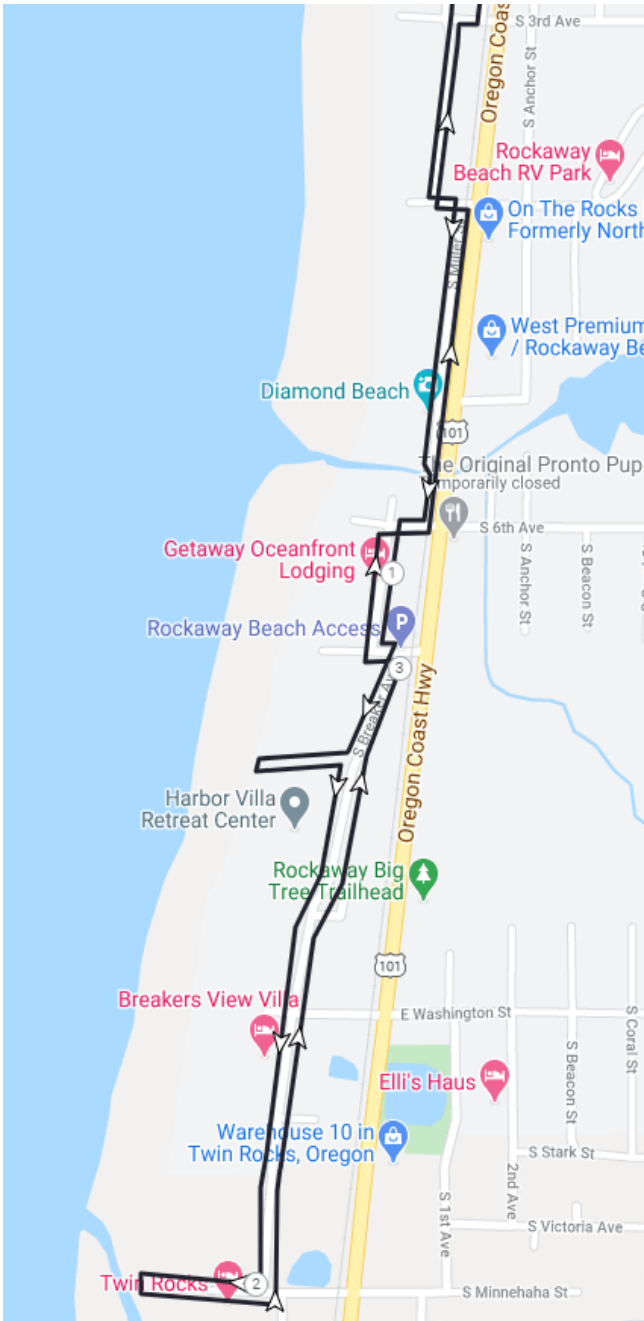 S 3rd Ave
Oregon Coas
S Anchor St
Rockaway
Beach RV Park
On The Rocks
Formerly North
S Miller
West Premium
/ Rockaway Be
Diamond Beach
101
The Original Pronto Pup
mporarily closed
S 6th Ave
Getaway Oceanfront
Lodging
1
S Anchor St
S Beacon St
Rockaway Beach Access
P
3
S Breaker Av
Oregon Coast Hwy
Harbor Villa
Retreat Center
Rockaway Big
Tree Trailhead
101
Breakers View Villa
E Washington St
S Coral St
S Beacon St
Elli's Haus
Warehouse 10 in
Twin Rocks, Oregon
S Stark St
2nd Ave
S 1st Ave
S Victoria Ave
Twin Rocks
2
S Minnehaha St